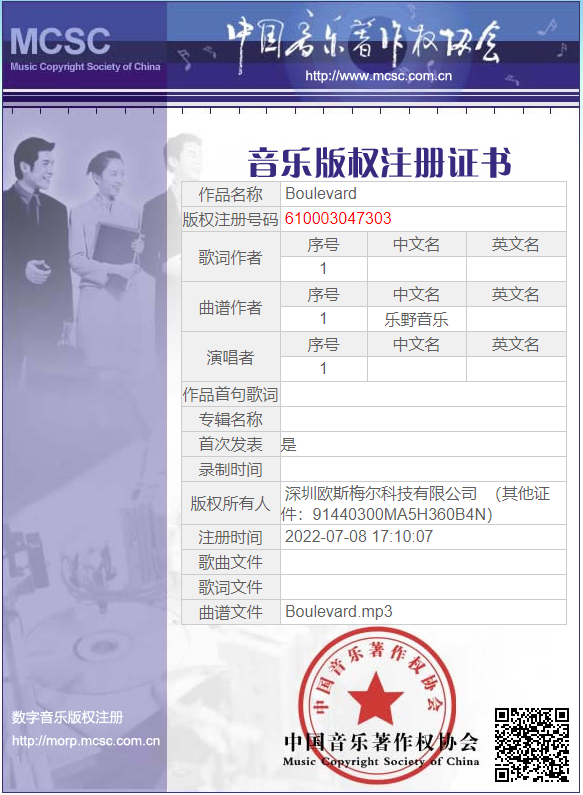 MCSC
Music Copyright Society of China
中国音乐著作权协会
http://www.mcsc.com.cn
音乐版权注册证书
作品名称 Boulevard
版权注册号码 610003047303
歌词作者 序号 中文名 英文名
1
曲谱作者 序号 中文名 英文名
1 乐野音乐
演唱者 序号 中文名 英文名
1
作品首句歌词
专辑名称
首次发表 是
录制时间
版权所有人 深圳欧斯梅尔科技有限公司 （其他证
件：91440300MA5H360B4N）
注册时间 2022-07-08 17:10:07
歌曲文件
歌词文件
曲谱文件 Boulevard.mp3
中国音乐著作权协会
中国音乐著作权协会
Music Copyright Society of China
数字音乐版权注册
http://morp.mcsc.com.cn